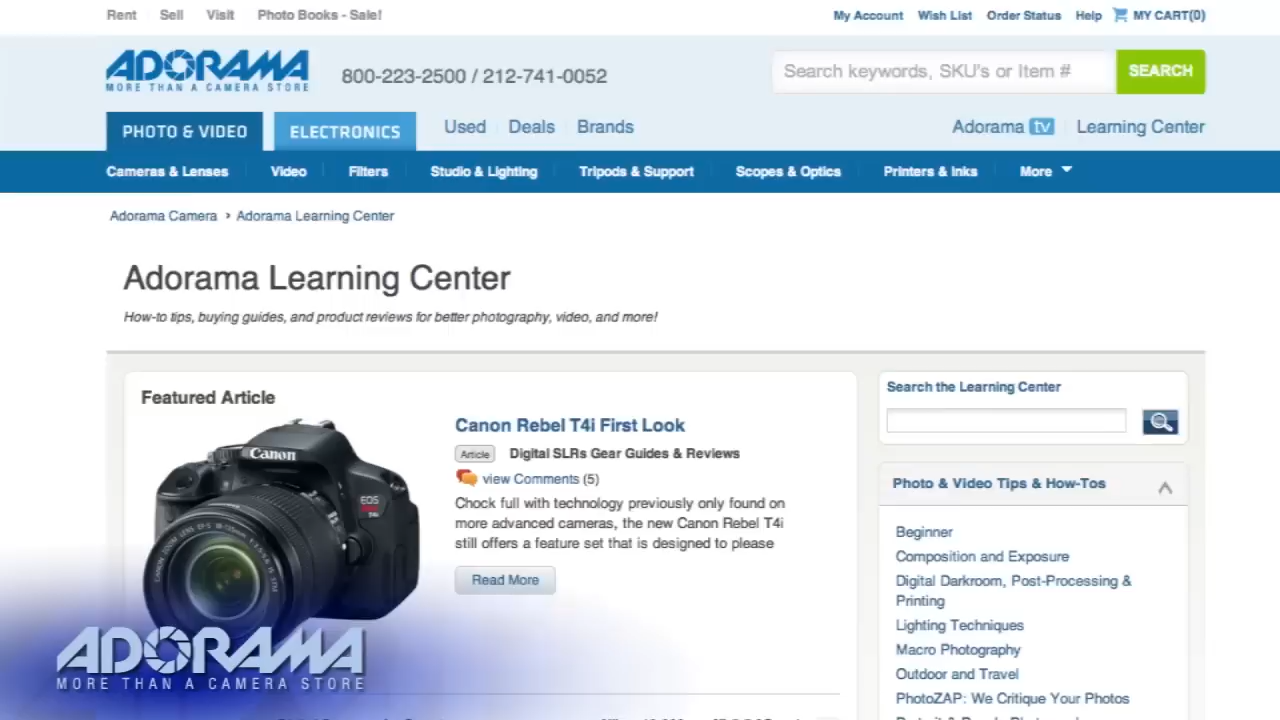 Rent Sell Visit Photo Books - Sale!
My Account Wish List Order Status Help MY CART(0)
ADORAMA
MORE THAN A CAMERA STORE
800-223-2500 / 212-741-0052
Search keywords, SKU's or Item #
SEARCH
PHOTO & VIDEO ELECTRONICS Used Deals Brands
Adorama tv Learning Center
Cameras & Lenses Video Filters Studio & Lighting Tripods & Support Scopes & Optics Printers & Inks More
Adorama Camera › Adorama Learning Center
Adorama Learning Center
How-to tips, buying guides, and product reviews for better photography, video, and more!
Featured Article
Canon
EOS
Canon Rebel T4i First Look
Article Digital SLRs Gear Guides & Reviews
view Comments (5)
Chock full with technology previously only found on
more advanced cameras, the new Canon Rebel T4i
still offers a feature set that is designed to please
Read More
Search the Learning Center
Photo & Video Tips & How-Tos
Beginner
Composition and Exposure
Digital Darkroom, Post-Processing &
Printing
Lighting Techniques
Macro Photography
Outdoor and Travel
PhotoZAP: We Critique Your Photos
ADORAMA
MORE THAN A CAMERA STORE